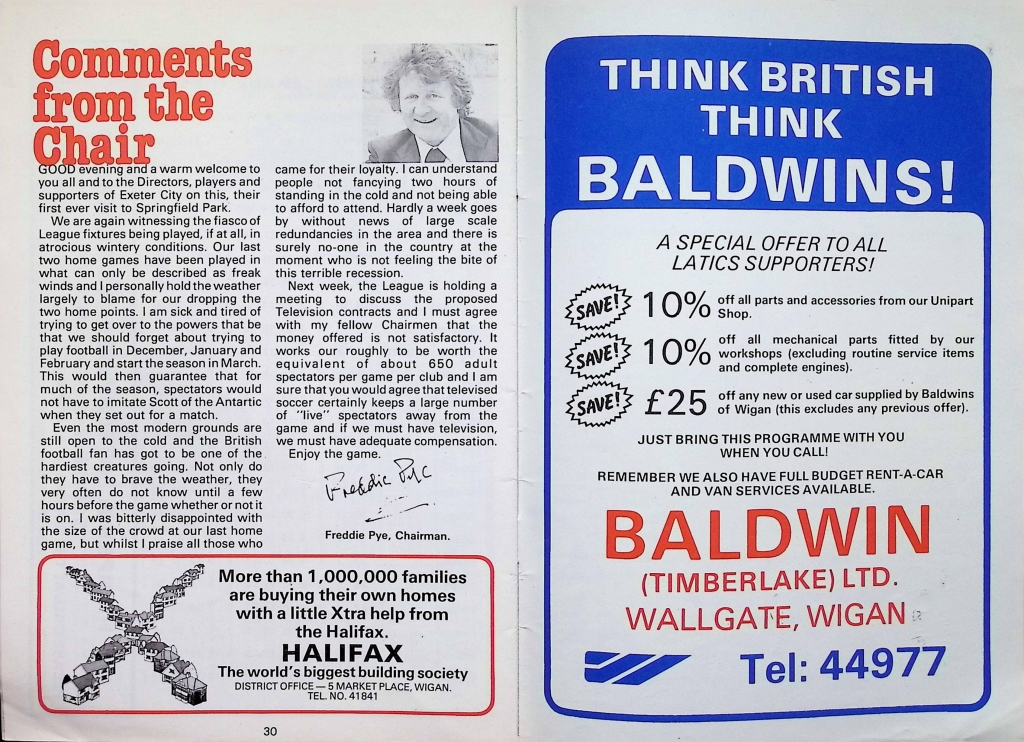 Comments
from the
Chair
GOOD evening and a warm welcome to
you all and to the Directors, players and
supporters of Exeter City on this, their
first ever visit to Springfield Park.
We are again witnessing the fiasco of
League fixtures being played, if at all, in
atrocious wintery conditions. Our last
two home games have been played in
what can only be described as freak
winds and I personally hold the weather
largely to blame for our dropping the
two home points. I am sick and tired of
trying to get over to the powers that be
that we should forget about trying to
play football in December, January and
February and start the season in March.
This would then guarantee that for
much of the season, spectators would
not have to imitate Scott of the Antartic
when they set out for a match.
Even the most modern grounds are
still open to the cold and the British
football fan has got to be one of the
hardiest creatures going. Not only do
they have to brave the weather, they
very often do not know until a few
hours before the game whether or not it
is on. I was bitterly disappointed with
the size of the crowd at our last home
game, but whilst I praise all those who
came for their loyalty. I can understand
people not fancying two hours of
standing in the cold and not being able
to afford to attend. Hardly a week goes
by without news of large scale
redundancies in the area and there is
surely no-one in the country at the
moment who is not feeling the bite of
this terrible recession.
Next week, the League is holding a
meeting to discuss the proposed
Television contracts and I must agree
with my fellow Chairmen that the
money offered is not satisfactory. It
works our roughly to be worth the
equivalent of about 650 adult
spectators per game per club and I am
sure that you would agree that televised
soccer certainly keeps a large number
of "live" spectators away from the
game and if we must have television,
we must have adequate compensation.
Enjoy the game.
Freddie Pye
Freddie Pye, Chairman.
More than 1,000,000 families
are buying their own homes
with a little Xtra help from
the Halifax.
HALIFAX
The world's biggest building society
DISTRICT OFFICE — 5 MARKET PLACE, WIGAN.
TEL. NO. 41841
30
THINK BRITISH
THINK
BALDWINS!
A SPECIAL OFFER TO ALL
LATICS SUPPORTERS!
SAVE! 10% off all parts and accessories from our Unipart
Shop.
SAVE! 10% off all mechanical parts fitted by our
workshops (excluding routine service items
and complete engines).
SAVE! £25 off any new or used car supplied by Baldwins
of Wigan (this excludes any previous offer).
JUST BRING THIS PROGRAMME WITH YOU
WHEN YOU CALL!
REMEMBER WE ALSO HAVE FULL BUDGET RENT-A-CAR
AND VAN SERVICES AVAILABLE.
BALDWIN
(TIMBERLAKE) LTD.
WALLGATE, WIGAN
Tel: 44977